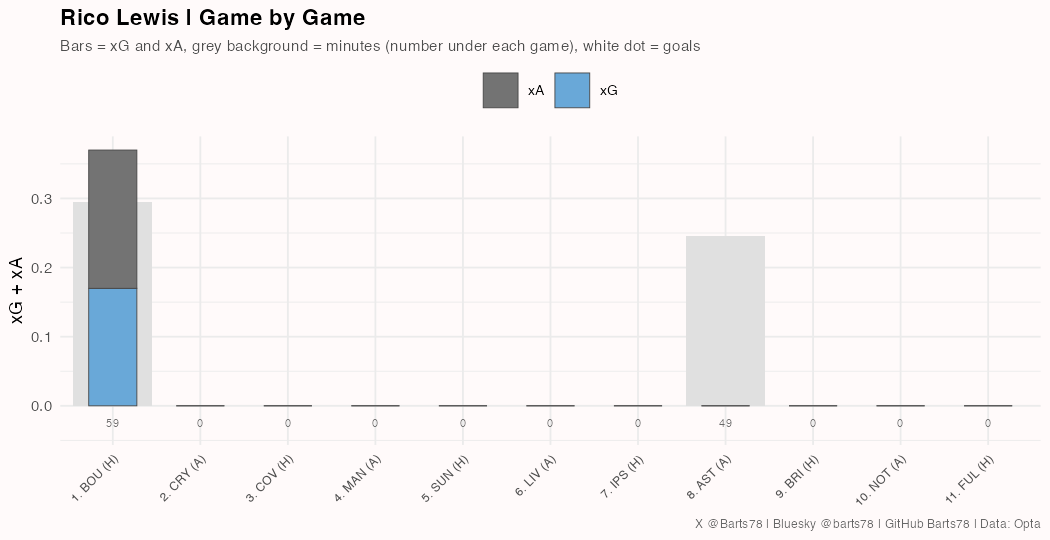 Rico Lewis | Game by Game
Bars = xG and xA, grey background = minutes (number under each game), white dot = goals
xA xG
xG + xA
0.3
0.2
0.1
0.0
59 0 0 0 0 0 0 49 0 0 0
1. BOU (H) 2. CRY (A) 3. COV (H) 4. MAN (A) 5. SUN (H) 6. LIV (A) 7. IPS (H) 8. AST (A) 9. BRI (H) 10. NOT (A) 11. FUL (H)
X @Barts78 | Bluesky @barts78 | GitHub Barts78 | Data: Opta